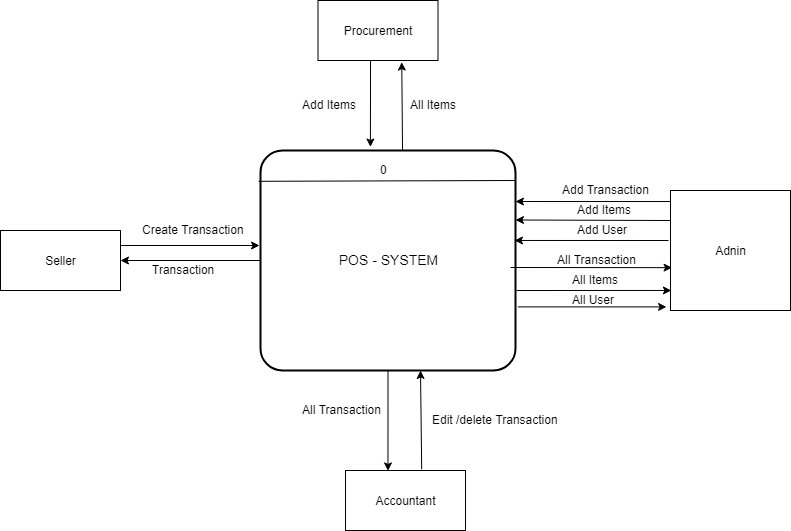 Procurement
Add Items
All Items
0
Add Transaction
Add Items
Add User
Adnin
Create Transaction
Seller
POS - SYSTEM
All Transaction
Transaction
All Items
All User
All Transaction
Edit /delete Transaction
Accountant